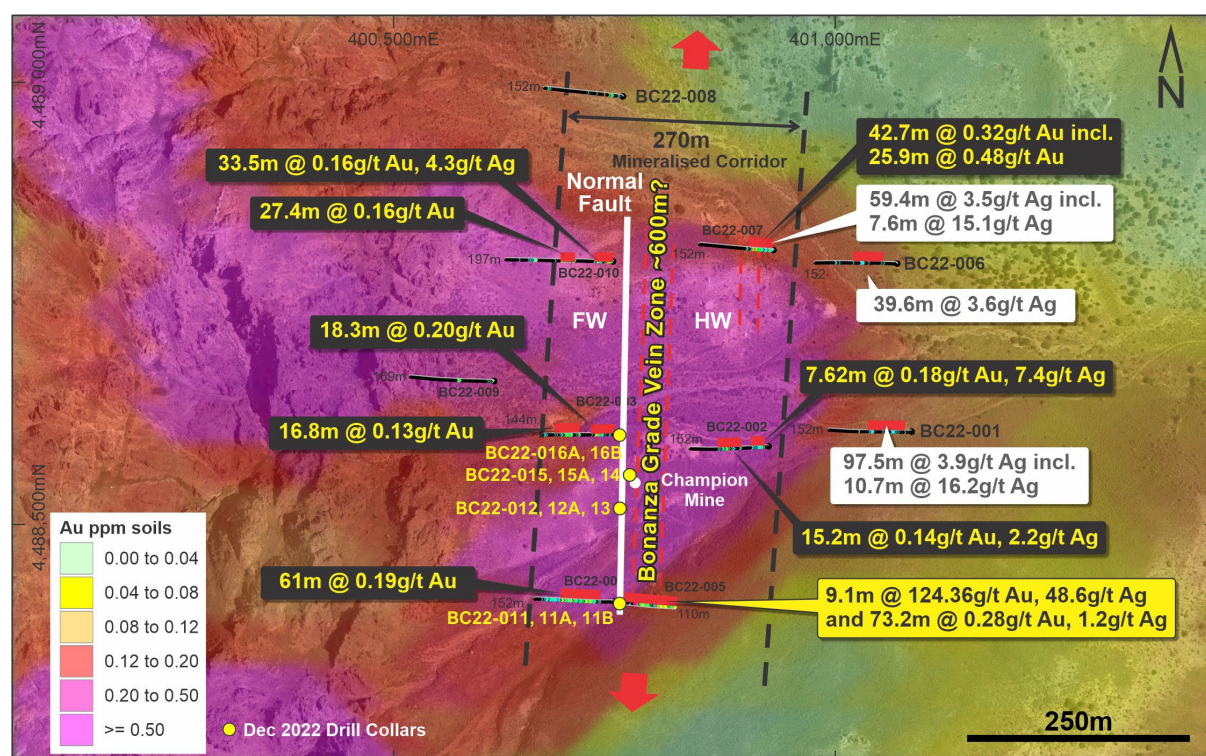 400,500mE
401,000mE
N
4,489,000mN
152m
BC22-008
270m
Mineralised Corridor
42.7m @ 0.32g/t Au incl.
25.9m @ 0.48g/t Au
33.5m @ 0.16g/t Au, 4.3g/t Ag
Normal
Fault
59.4m @ 3.5g/t Ag incl.
7.6m @ 15.1g/t Ag
27.4m @ 0.16g/t Au
BC22-007
152m
197m
BC22-010
152
BC22-006
Bonanza Grade Vein Zone ~600m?
FW
HW
39.6m @ 3.6g/t Ag
18.3m @ 0.20g/t Au
7.62m @ 0.18g/t Au, 7.4g/t Ag
BC22-009
144m
BC22-002
152m
152m
BC22-001
16.8m @ 0.13g/t Au
BC22-016A, 16B
BC22-015, 15A, 14
Champion
Mine
97.5m @ 3.9g/t Ag incl.
10.7m @ 16.2g/t Ag
BC22-012, 12A, 13
4,488,500mN
15.2m @ 0.14g/t Au, 2.2g/t Ag
Au ppm soils
0.00 to 0.04
0.04 to 0.08
0.08 to 0.12
0.12 to 0.20
0.20 to 0.50
>= 0.50
61m @ 0.19g/t Au
BC22-005
152m
110m
BC22-011, 11A, 11B
9.1m @ 124.36g/t Au, 48.6g/t Ag
and 73.2m @ 0.28g/t Au, 1.2g/t Ag
Dec 2022 Drill Collars
250m